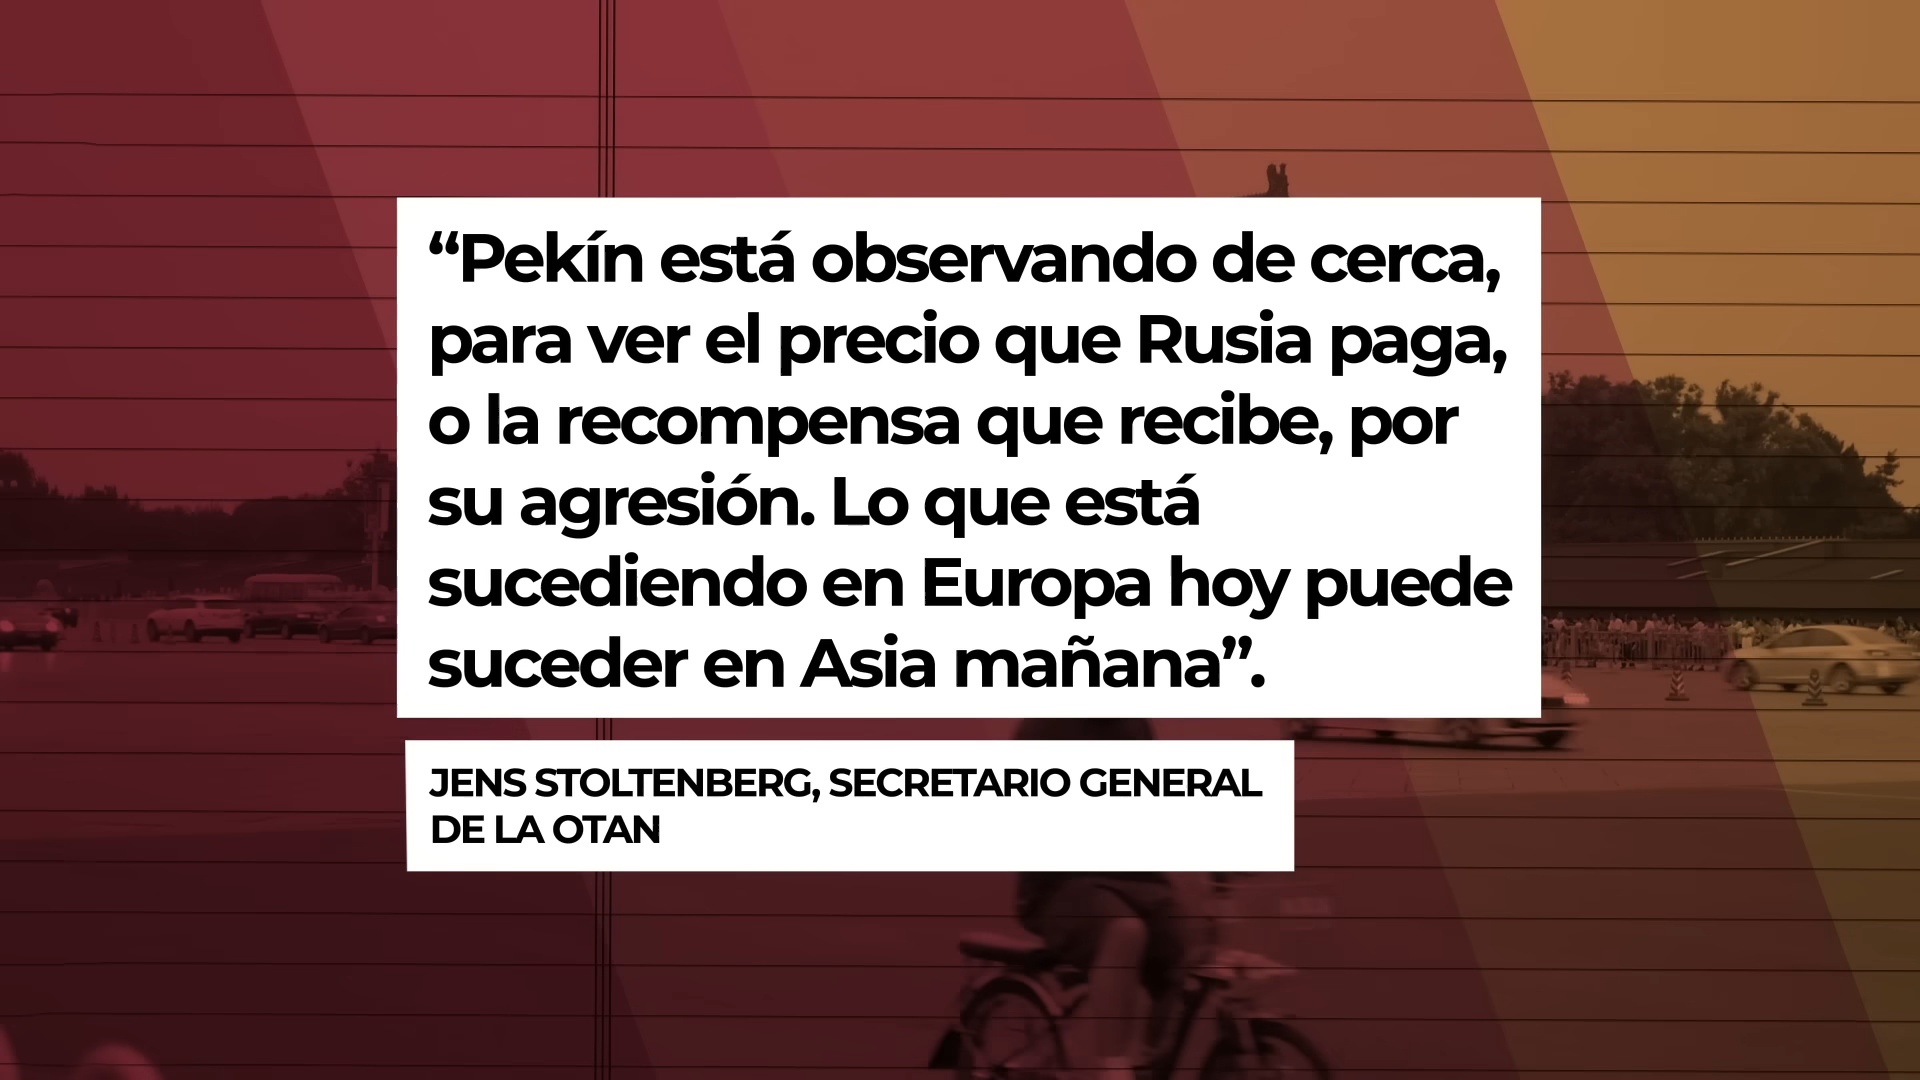 “Pekín está observando de cerca,
para ver el precio que Rusia paga,
o la recompensa que recibe, por
su agresión. Lo que está
sucediendo en Europa hoy puede
suceder en Asia mañana”.
JENS STOLTENBERG, SECRETARIO GENERAL
DE LA OTAN